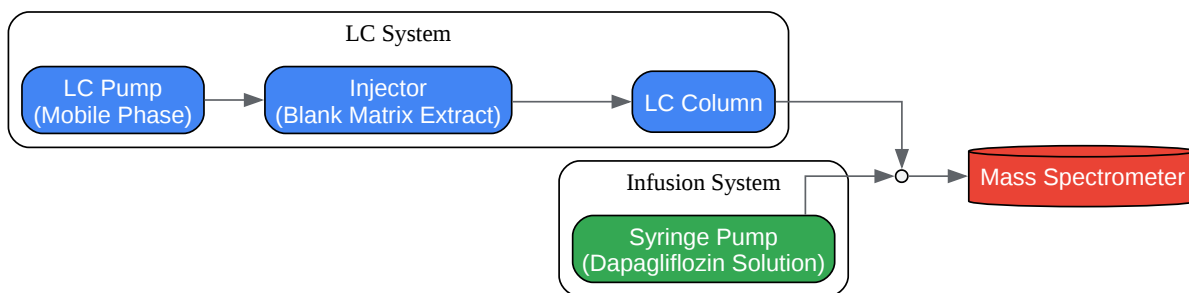 LC System
LC Pump
(Mobile Phase)
Injector
(Blank Matrix Extract)
LC Column
Infusion System
Syringe Pump
(Dapagliflozin Solution)
Mass Spectrometer